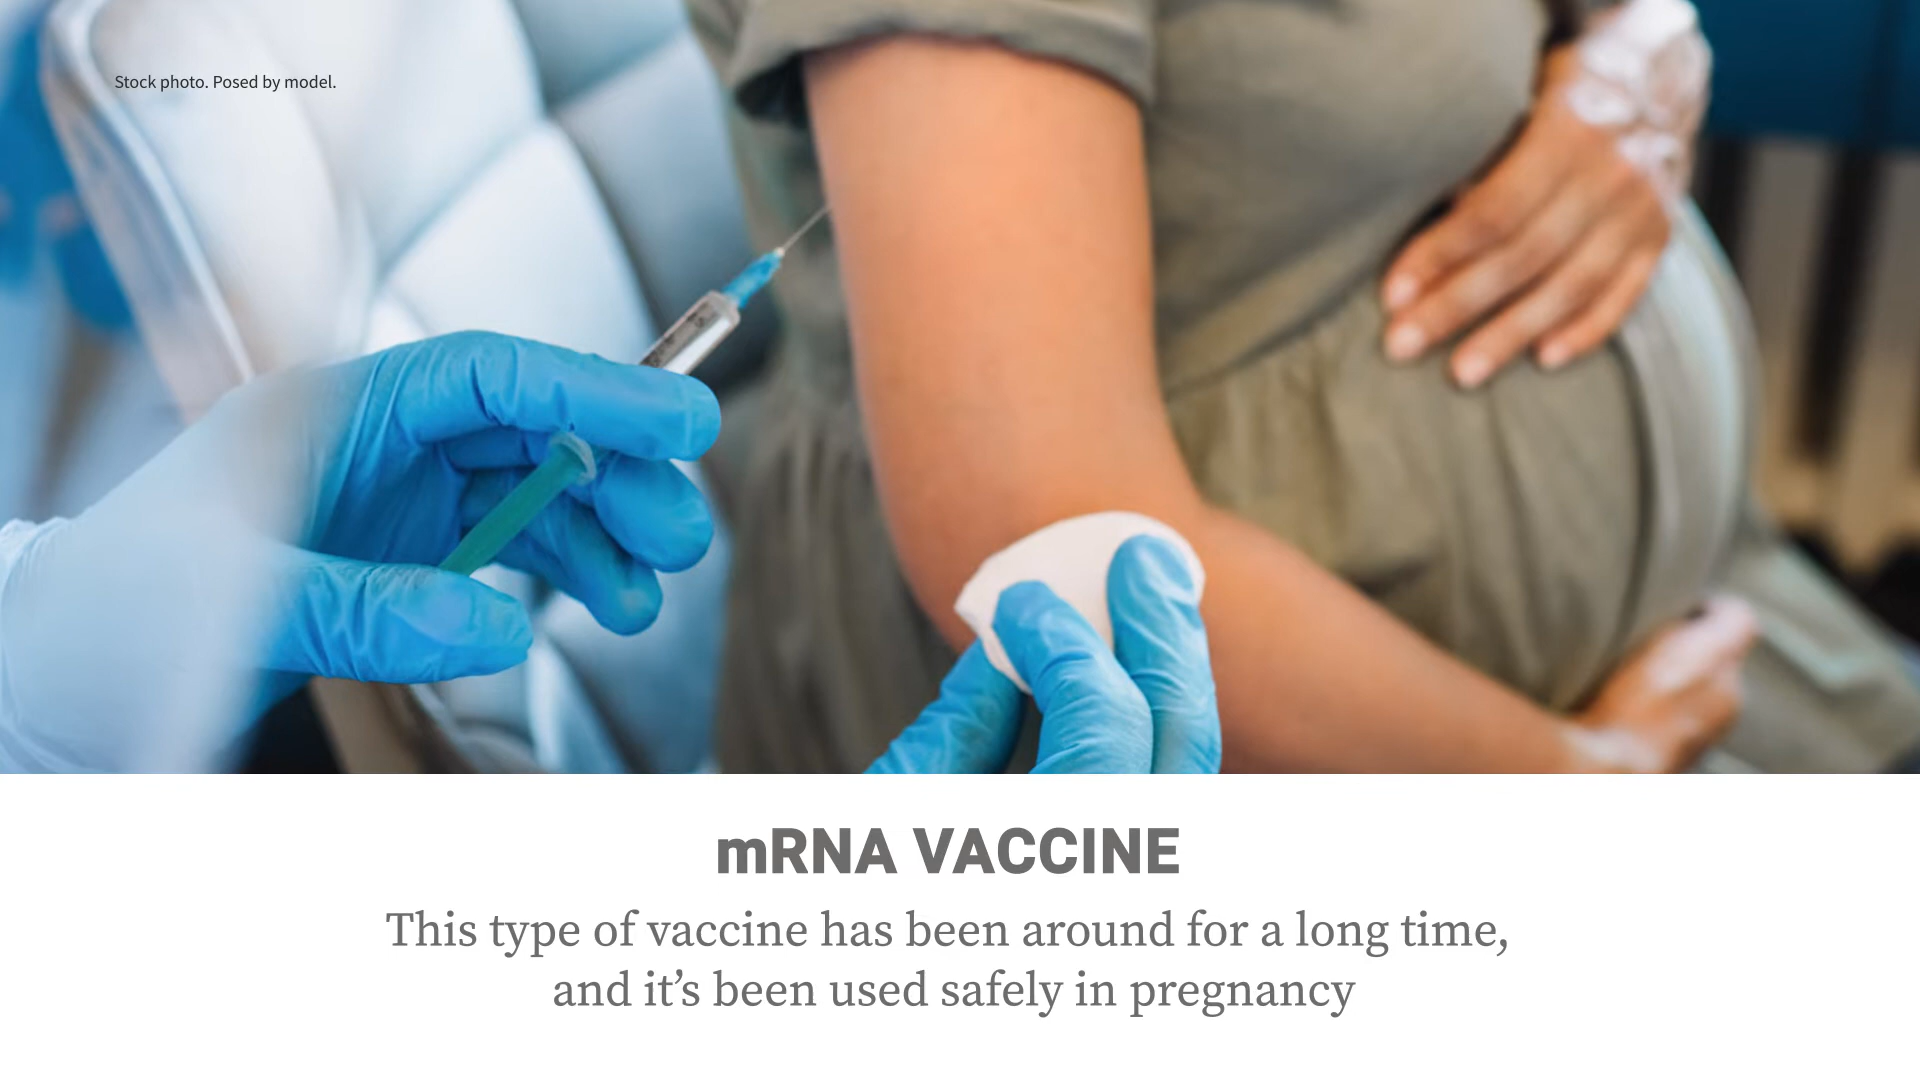 Stock photo. Posed by model.
mRNA VACCINE
This type of vaccine has been around for a long time,
and it’s been used safely in pregnancy